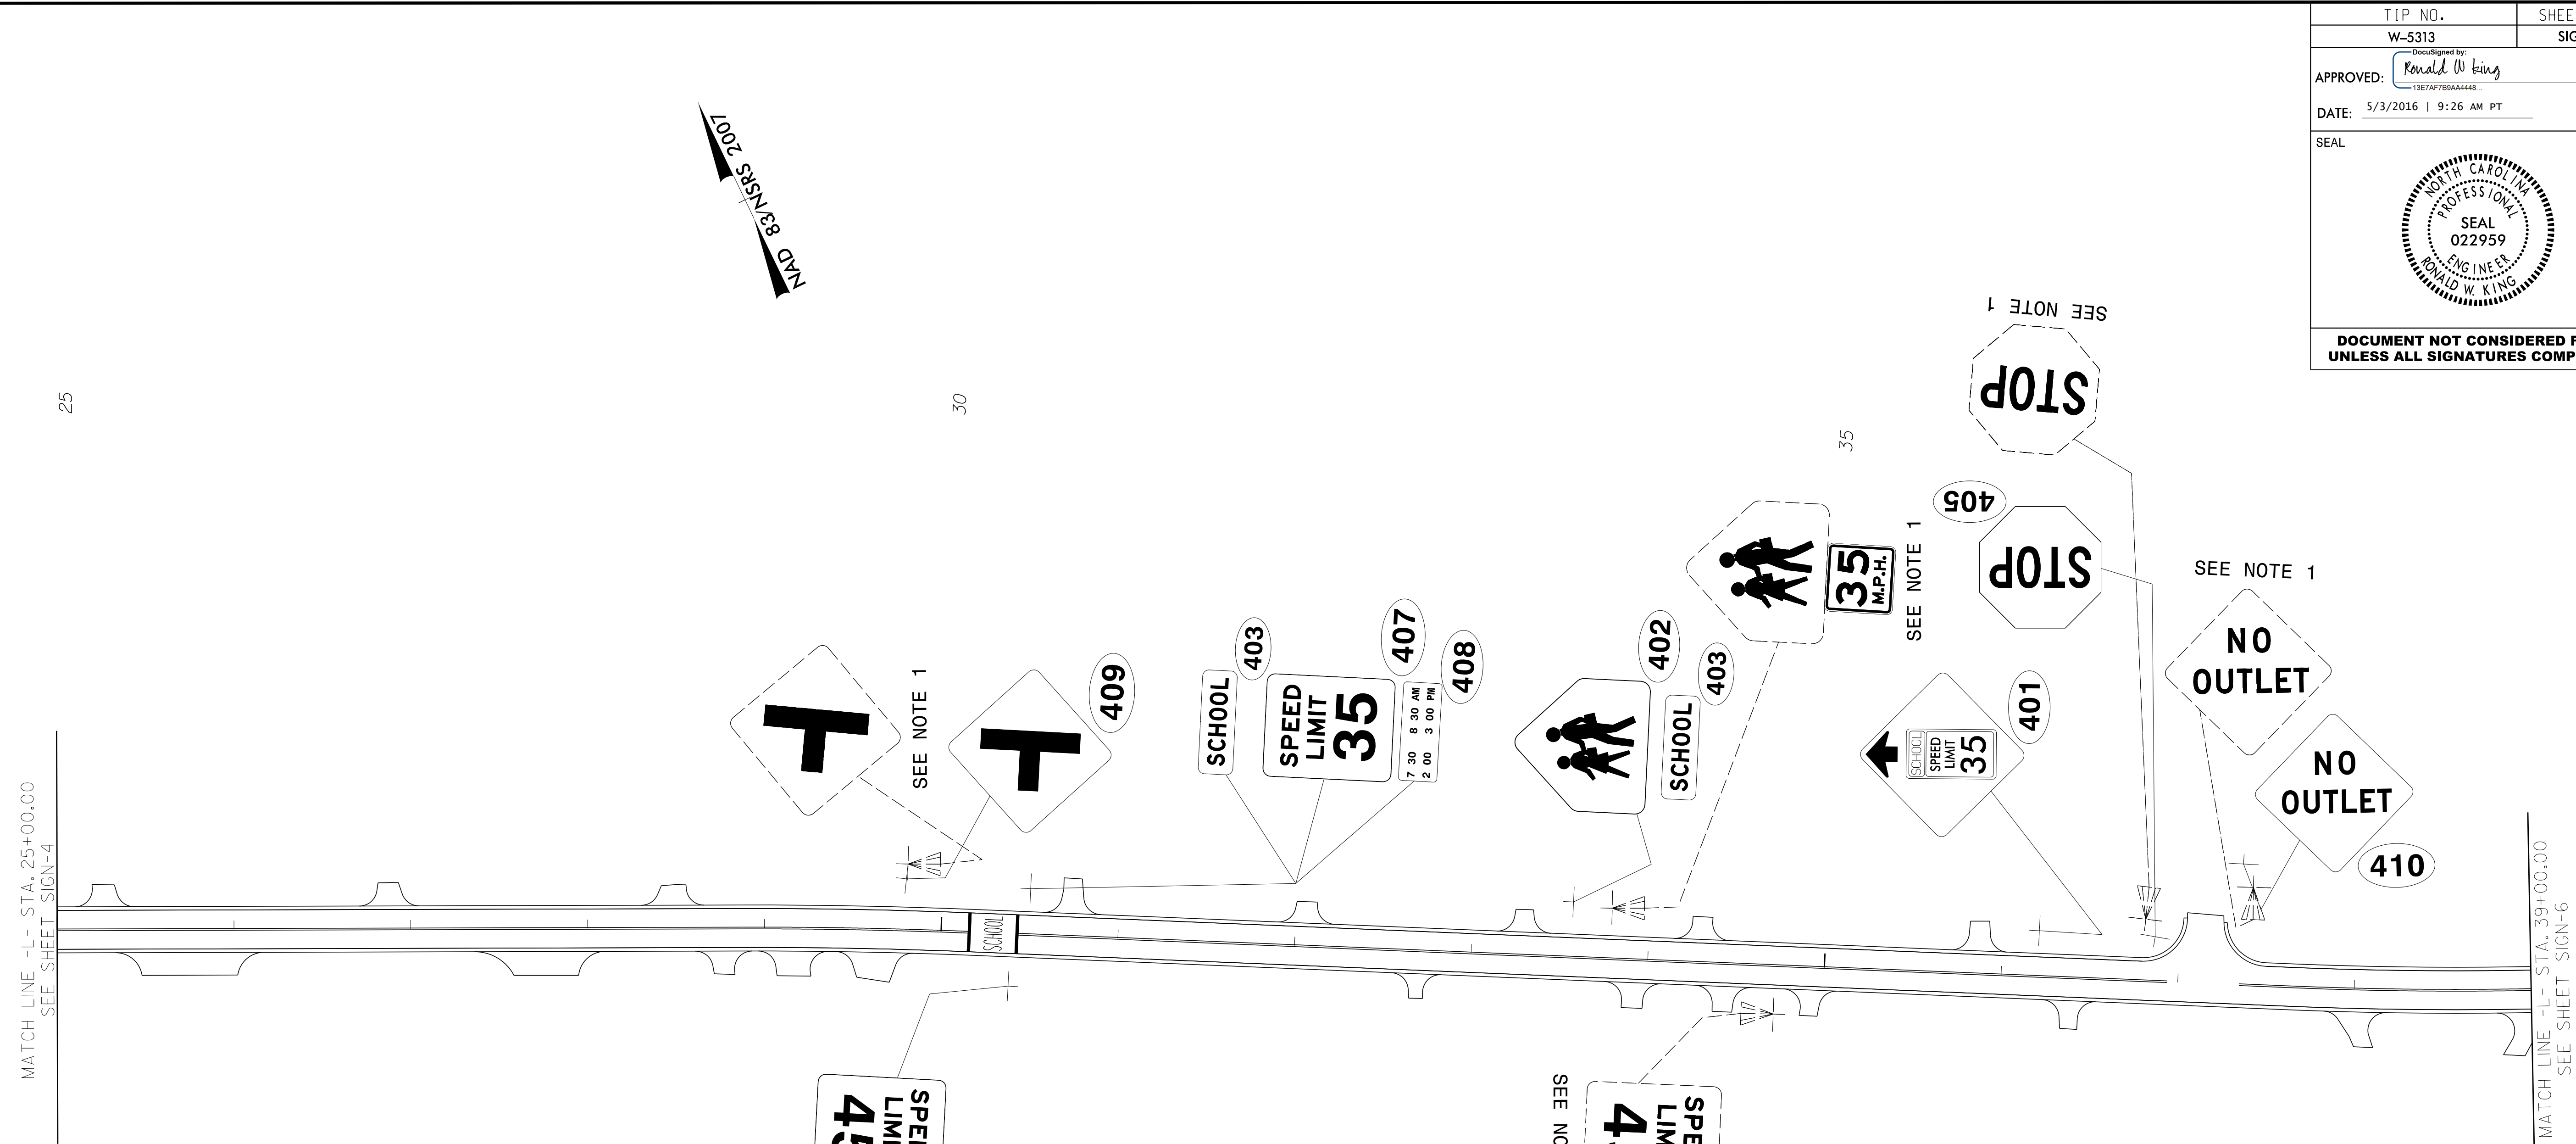 TIP NO.
W-5313
DocuSigned by:
Ronald W King
APPROVED:
13E7AF7B9AA4448...
DATE: 5/3/2016 | 9:26 AM PT
SEAL
NORTH CAROLINA
PROFESSIONAL
SEAL
022959
ENGINEER
RONALD W. KING
DOCUMENT NOT CONSIDERED
UNLESS ALL SIGNATURES
NAD 83/NSRS 2007
25
30
35
SEE NOTE 1
STOP
405
STOP
SEE NOTE 1
NO
OUTLET
NO
OUTLET
410
35
M.P.H.
SEE NOTE 1
SEE NOTE 1
409
403
SCHOOL
407
SPEED
LIMIT
35
408
7 30 8 30 AM
2 00 3 00 PM
402
403
SCHOOL
401
SCHOOL
SPEED
LIMIT
35
SCHOOL
MATCH LINE -L- STA. 25+00.00
SEE SHEET SIGN-4
MATCH LINE -L- STA. 39+00.00
SEE SHEET SIGN-6
SEE